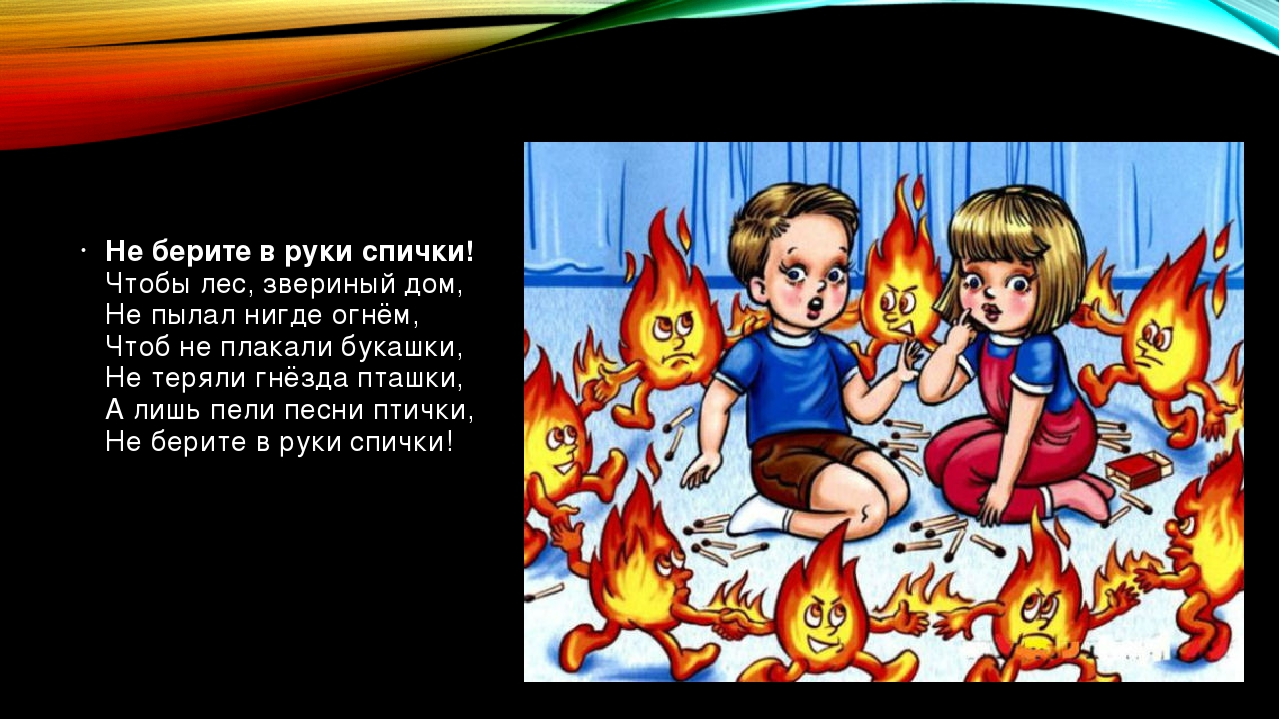 Не берите в руки спички!
Чтобы лес, звериный дом,
Не пылал нигде огнём,
Чтоб не плакали букашки,
Не теряли гнёзда пташки,
А лишь пели песни птички,
Не берите в руки спички!